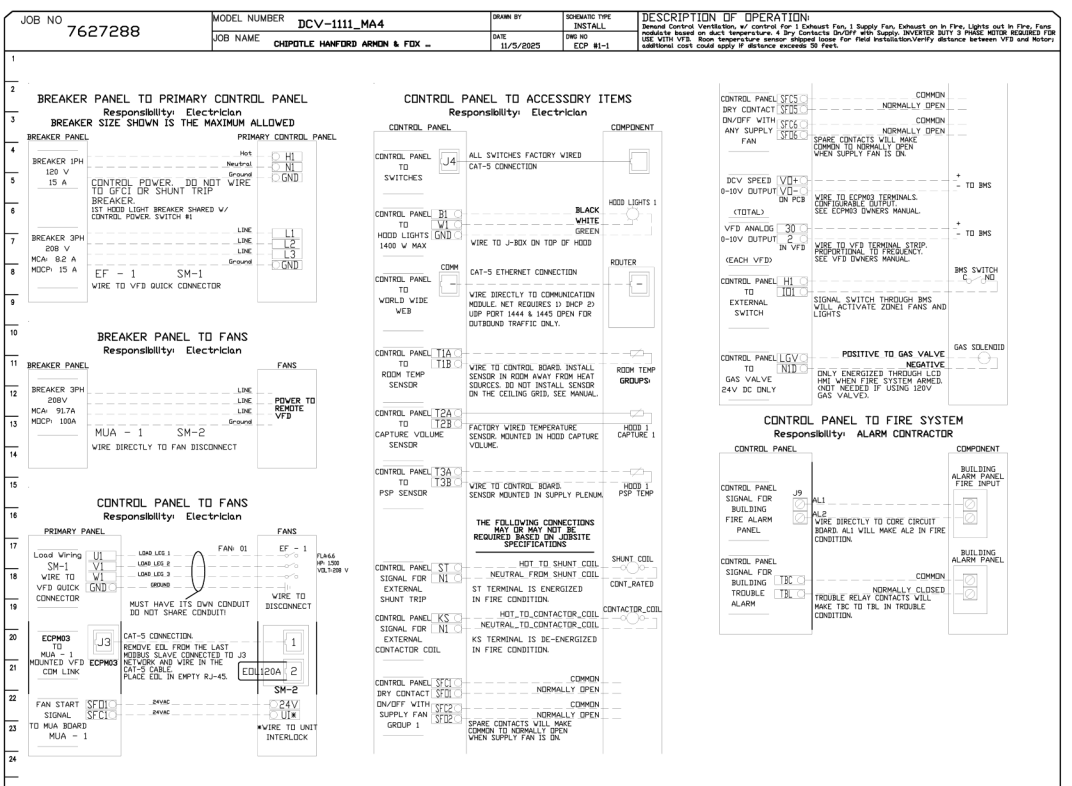 JOB NO 7627288
MODEL NUMBER DCV-1111_MA4
JOB NAME CHIPOTLE HANFORD ARMON & FOX ...
DRAWN BY
SCHEMATIC TYPE
INSTALL
DATE
11/5/2025
DWG NO
ECP #1-1
DESCRIPTION OF OPERATION:
Demand Control Ventilation, w/ control for 1 Exhaust Fan, 1 Supply Fan, Exhaust on in Fire, Lights out in Fire, Fans
modulate based on duct temperature. 4 Dry Contacts On/Off with Supply. INVERTER DUTY 3 PHASE MOTOR REQUIRED FOR
USE WITH VFD. Room temperature sensor shipped loose for field installation.Verify distance between VFD and Motor;
additional cost could apply if distance exceeds 50 feet.
1
2
3
4
5
6
7
8
9
10
11
12
13
14
15
16
17
18
19
20
21
22
23
24
BREAKER PANEL TO PRIMARY CONTROL PANEL
Responsibility: Electrician
BREAKER SIZE SHOWN IS THE MAXIMUM ALLOWED
BREAKER PANEL
PRIMARY CONTROL PANEL
BREAKER 1PH
120 V
15 A
Hot H1
Neutral N1
Ground GND
CONTROL POWER. DO NOT WIRE
TO GFCI OR SHUNT TRIP
BREAKER.
1ST HOOD LIGHT BREAKER SHARED W/
CONTROL POWER. SWITCH #1
BREAKER 3PH
208 V
MCA: 8.2 A
MOCP: 15 A
LINE L1
LINE L2
LINE L3
Ground GND
EF - 1 SM-1
WIRE TO VFD QUICK CONNECTOR
BREAKER PANEL TO FANS
Responsibility: Electrician
BREAKER PANEL
FANS
BREAKER 3PH
208V
MCA: 91.7A
MOCP: 100A
LINE
LINE
LINE
Ground
POWER TO
REMOTE
VFD
MUA - 1 SM-2
WIRE DIRECTLY TO FAN DISCONNECT
CONTROL PANEL TO FANS
Responsibility: Electrician
PRIMARY PANEL
FANS
Load Wiring
SM-1
WIRE TO
VFD QUICK
CONNECTOR
U1 LOAD LEG 1
V1 LOAD LEG 2
W1 LOAD LEG 3
GND GROUND
FAN: 01
EF - 1
FLA:6.6
HP: 1.500
VOLT:208 V
MUST HAVE ITS OWN CONDUIT
DO NOT SHARE CONDUIT!
WIRE TO
DISCONNECT
ECPM03
TO
MUA - 1
MOUNTED VFD
COM LINK
J3
ECPM03
CAT-5 CONNECTION.
REMOVE EOL FROM THE LAST
MODBUS SLAVE CONNECTED TO J3
NETWORK AND WIRE IN THE
CAT-5 CABLE.
PLACE EOL IN EMPTY RJ-45.
EOL120A
1
2
SM-2
FAN START
SIGNAL
TO MUA BOARD
MUA - 1
SFO1 24VAC 24V
SFC1 24VAC UI*
*WIRE TO UNIT
INTERLOCK
CONTROL PANEL TO ACCESSORY ITEMS
Responsibility: Electrician
CONTROL PANEL
COMPONENT
CONTROL PANEL
TO
SWITCHES
J4
ALL SWITCHES FACTORY WIRED
CAT-5 CONNECTION
CONTROL PANEL
TO
HOOD LIGHTS
1400 W MAX
B1 BLACK
W1 WHITE
GND GREEN
HOOD LIGHTS 1
WIRE TO J-BOX ON TOP OF HOOD
CONTROL PANEL
TO
WORLD WIDE
WEB
COMM
CAT-5 ETHERNET CONNECTION
ROUTER
WIRE DIRECTLY TO COMMUNICATION
MODULE. NET REQUIRES 1) DHCP 2)
UDP PORT 1444 & 1445 OPEN FOR
OUTBOUND TRAFFIC ONLY.
CONTROL PANEL
TO
ROOM TEMP
SENSOR
T1A
T1B
WIRE TO CONTROL BOARD. INSTALL
SENSOR IN ROOM AWAY FROM HEAT
SOURCES. DO NOT INSTALL SENSOR
ON THE CEILING GRID, SEE MANUAL.
ROOM TEMP
GROUPS:
CONTROL PANEL
TO
CAPTURE VOLUME
SENSOR
T2A
T2B
FACTORY WIRED TEMPERATURE
SENSOR. MOUNTED IN HOOD CAPTURE
VOLUME.
HOOD 1
CAPTURE 1
CONTROL PANEL
TO
PSP SENSOR
T3A
T3B
WIRE TO CONTROL BOARD.
SENSOR MOUNTED IN SUPPLY PLENUM.
HOOD 1
PSP TEMP
THE FOLLOWING CONNECTIONS
MAY OR MAY NOT BE
REQUIRED BASED ON JOBSITE
SPECIFICATIONS
CONTROL PANEL
SIGNAL FOR
EXTERNAL
SHUNT TRIP
ST HOT TO SHUNT COIL
N1 NEUTRAL FROM SHUNT COIL
SHUNT COIL
CONT_RATED
ST TERMINAL IS ENERGIZED
IN FIRE CONDITION.
CONTROL PANEL
SIGNAL FOR
EXTERNAL
CONTACTOR COIL
KS HOT_TO_CONTACTOR_COIL
N1 NEUTRAL_TO_CONTACTOR_COIL
CONTACTOR_COIL
KS TERMINAL IS DE-ENERGIZED
IN FIRE CONDITION.
CONTROL PANEL
DRY CONTACT
ON/OFF WITH
SUPPLY FAN
GROUP 1
SFC1 COMMON
SFO1 NORMALLY OPEN
SFC2 COMMON
SFO2 NORMALLY OPEN
SPARE CONTACTS WILL MAKE
COMMON TO NORMALLY OPEN
WHEN SUPPLY FAN IS ON.
CONTROL PANEL
DRY CONTACT
ON/OFF WITH
ANY SUPPLY
FAN
SFC5 COMMON
SFO5 NORMALLY OPEN
SFC6 COMMON
SFO6 NORMALLY OPEN
SPARE CONTACTS WILL MAKE
COMMON TO NORMALLY OPEN
WHEN SUPPLY FAN IS ON.
DCV SPEED
0-10V OUTPUT
(TOTAL)
VO+
VO-
ON PCB
+
- TO BMS
WIRE TO ECPM03 TERMINALS.
CONFIGURABLE OUTPUT.
SEE ECPM03 OWNERS MANUAL.
VFD ANALOG
0-10V OUTPUT
(EACH VFD)
30
2
IN VFD
+
- TO BMS
WIRE TO VFD TERMINAL STRIP.
PROPORTIONAL TO FREQUENCY.
SEE VFD OWNERS MANUAL.
CONTROL PANEL
TO
EXTERNAL
SWITCH
H1
IO1
BMS SWITCH
C NO
SIGNAL SWITCH THROUGH BMS
WILL ACTIVATE ZONE1 FANS AND
LIGHTS
CONTROL PANEL
TO
GAS VALVE
24V DC ONLY
LGV POSITIVE TO GAS VALVE
N1D NEGATIVE
GAS SOLENOID
ONLY ENERGIZED THROUGH LCD
HMI WHEN FIRE SYSTEM ARMED.
(NOT NEEDED IF USING 120V
GAS VALVE).
CONTROL PANEL TO FIRE SYSTEM
Responsibility: ALARM CONTRACTOR
CONTROL PANEL
COMPONENT
CONTROL PANEL
SIGNAL FOR
BUILDING
FIRE ALARM
PANEL
J9
AL1
AL2
BUILDING
ALARM PANEL
FIRE INPUT
WIRE DIRECTLY TO CORE CIRCUIT
BOARD. AL1 WILL MAKE AL2 IN FIRE
CONDITION.
CONTROL PANEL
SIGNAL FOR
BUILDING
TROUBLE
ALARM
TBC COMMON
TBL NORMALLY CLOSED
BUILDING
ALARM PANEL
TROUBLE RELAY CONTACTS WILL
MAKE TBC TO TBL IN TROUBLE
CONDITION.